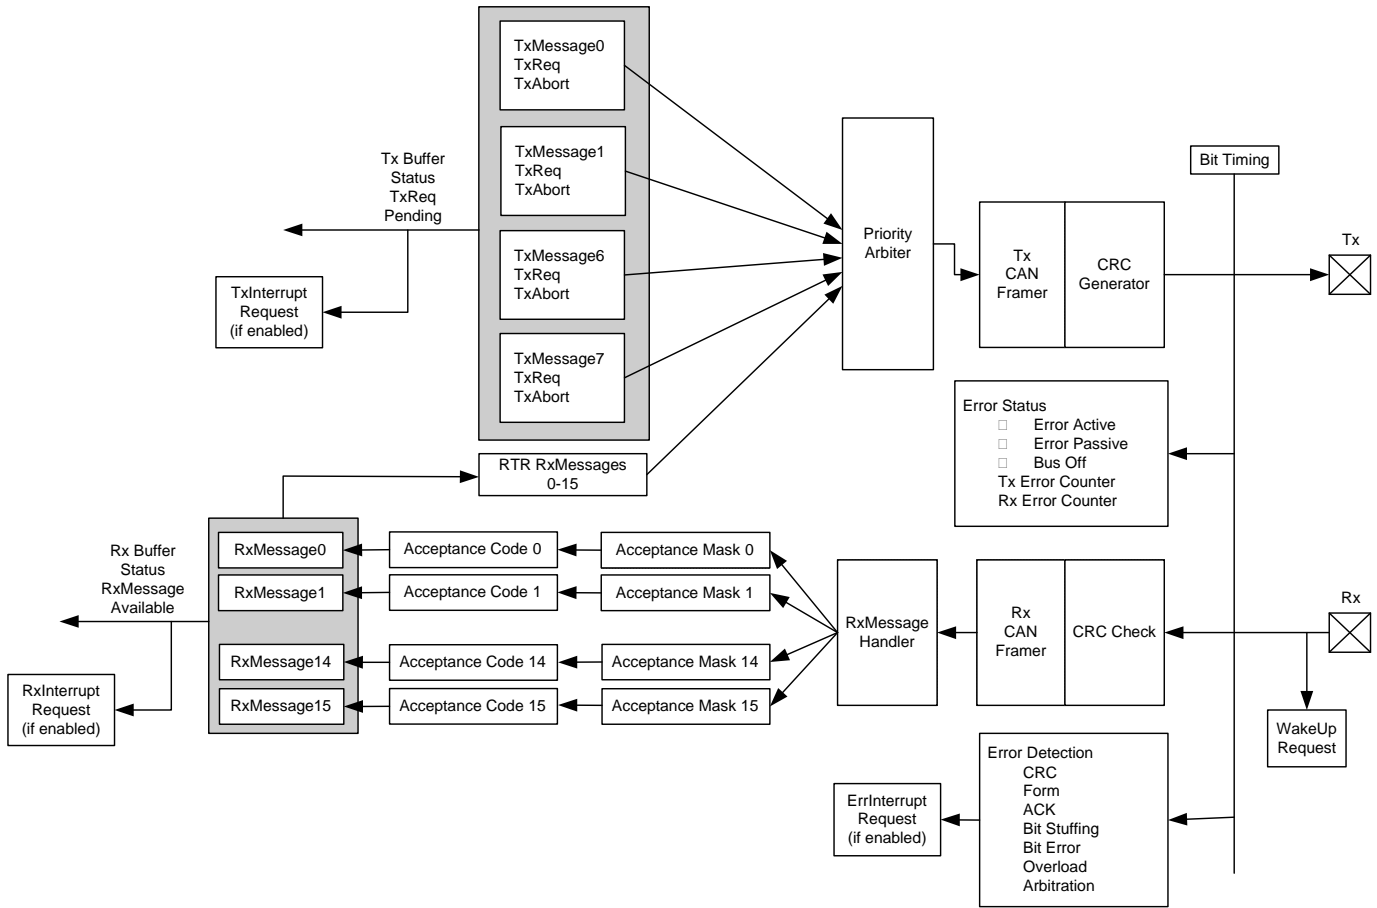 TxMessage0
TxReq
TxAbort
TxMessage1
TxReq
TxAbort
TxMessage6
TxReq
TxAbort
TxMessage7
TxReq
TxAbort
Tx Buffer
Status
TxReq
Pending
TxInterrupt
Request
(if enabled)
Priority
Arbiter
Tx
CAN
Framer
CRC
Generator
Bit Timing
Tx
Error Status
Error Active
Error Passive
Bus Off
Tx Error Counter
Rx Error Counter
RTR RxMessages
0-15
Rx Buffer
Status
RxMessage
Available
RxInterrupt
Request
(if enabled)
RxMessage0
Acceptance Code 0
Acceptance Mask 0
RxMessage1
Acceptance Code 1
Acceptance Mask 1
RxMessage14
Acceptance Code 14
Acceptance Mask 14
RxMessage15
Acceptance Code 15
Acceptance Mask 15
RxMessage
Handler
Rx
CAN
Framer
CRC Check
Rx
WakeUp
Request
Error Detection
CRC
Form
ACK
Bit Stuffing
Bit Error
Overload
Arbitration
ErrInterrupt
Request
(if enabled)